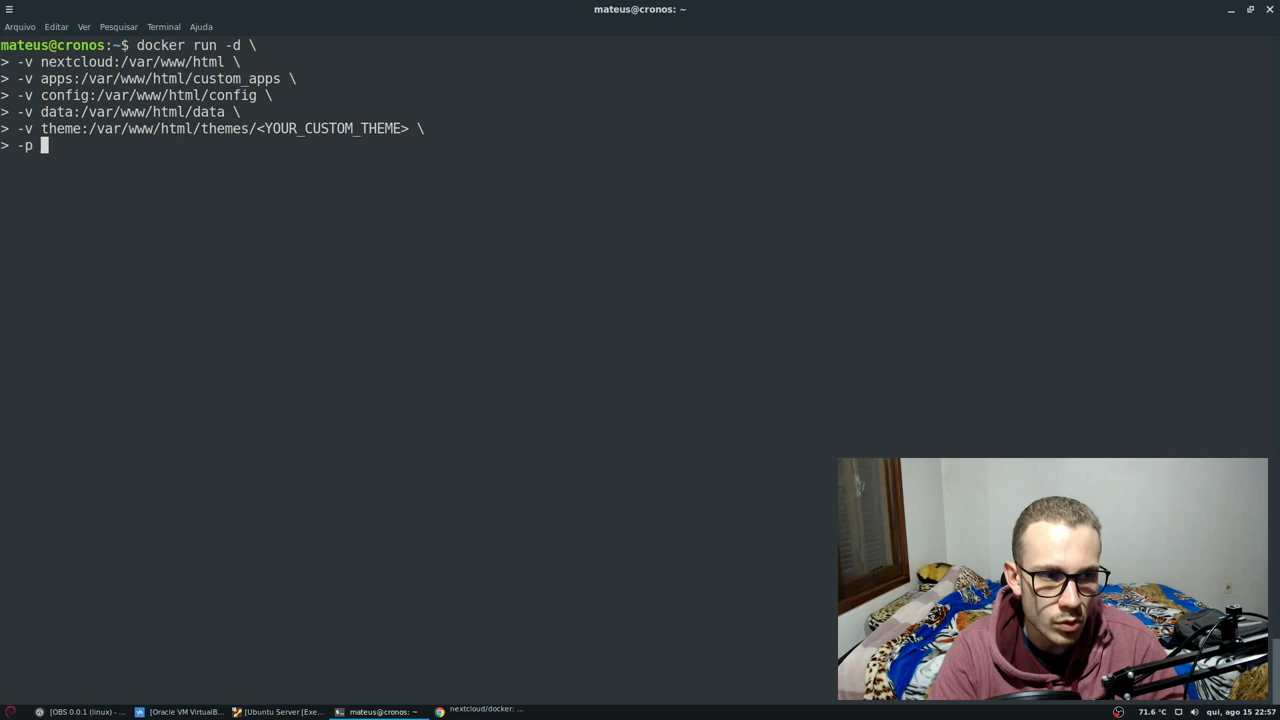 mateus@cronos: ~
Arquivo Editar Ver Pesquisar Terminal Ajuda
mateus@cronos:~$ docker run -d \
> -v nextcloud:/var/www/html \
> -v apps:/var/www/html/custom_apps \
> -v config:/var/www/html/config \
> -v data:/var/www/html/data \
> -v theme:/var/www/html/themes/<YOUR_CUSTOM_THEME> \
> -p
[OBS 0.0.1 (linux) - ... [Oracle VM VirtualB... [Ubuntu Server [Exe... mateus@cronos: ~ nextcloud/docker: ... 71.6 °C qui, ago 15 22:57